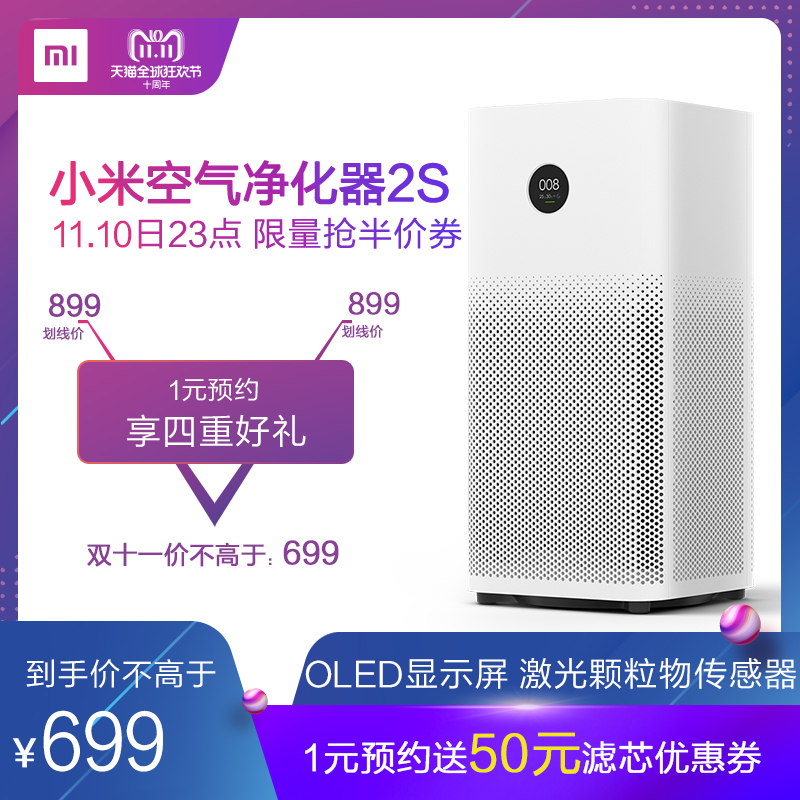 mi
10
11.11
天猫全球狂欢节
十周年
小米空气净化器2S
11.10日23点 限量抢半价券
899
划线价
899
划线价
1元预约
享四重好礼
双十一价不高于：699
008
到手价不高于
¥699
OLED显示屏 激光颗粒物传感器
1元预约送50元滤芯优惠券